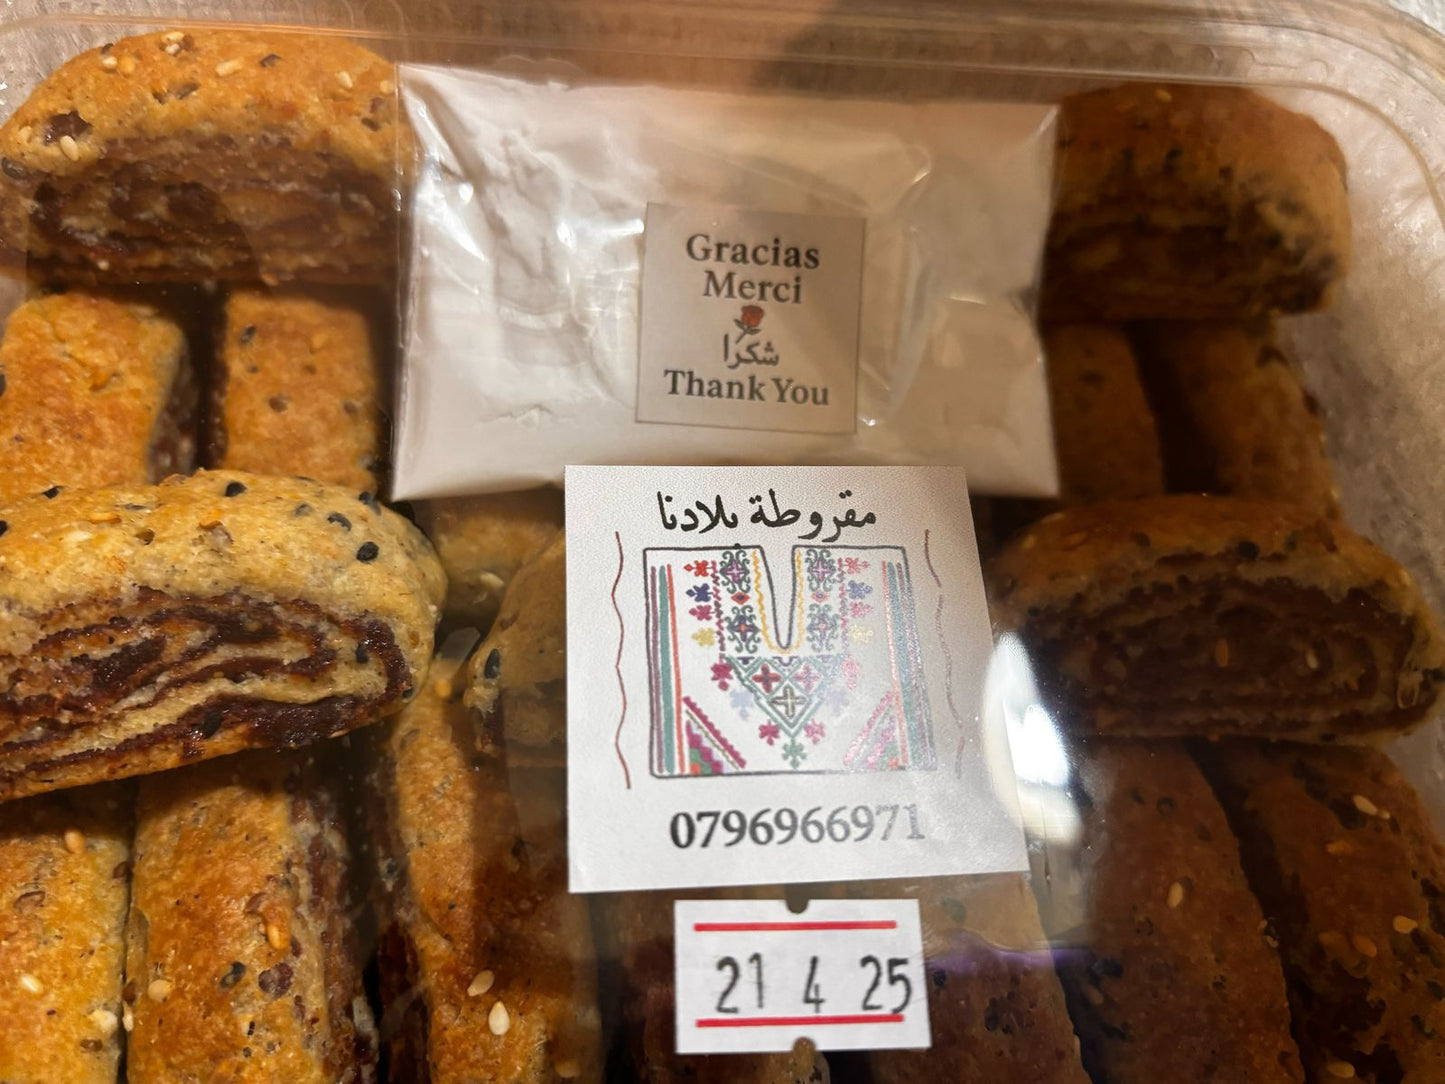 Gracias
Merci
شكرا
Thank You
مقروطة بلادنا
0796966971
21 4 25